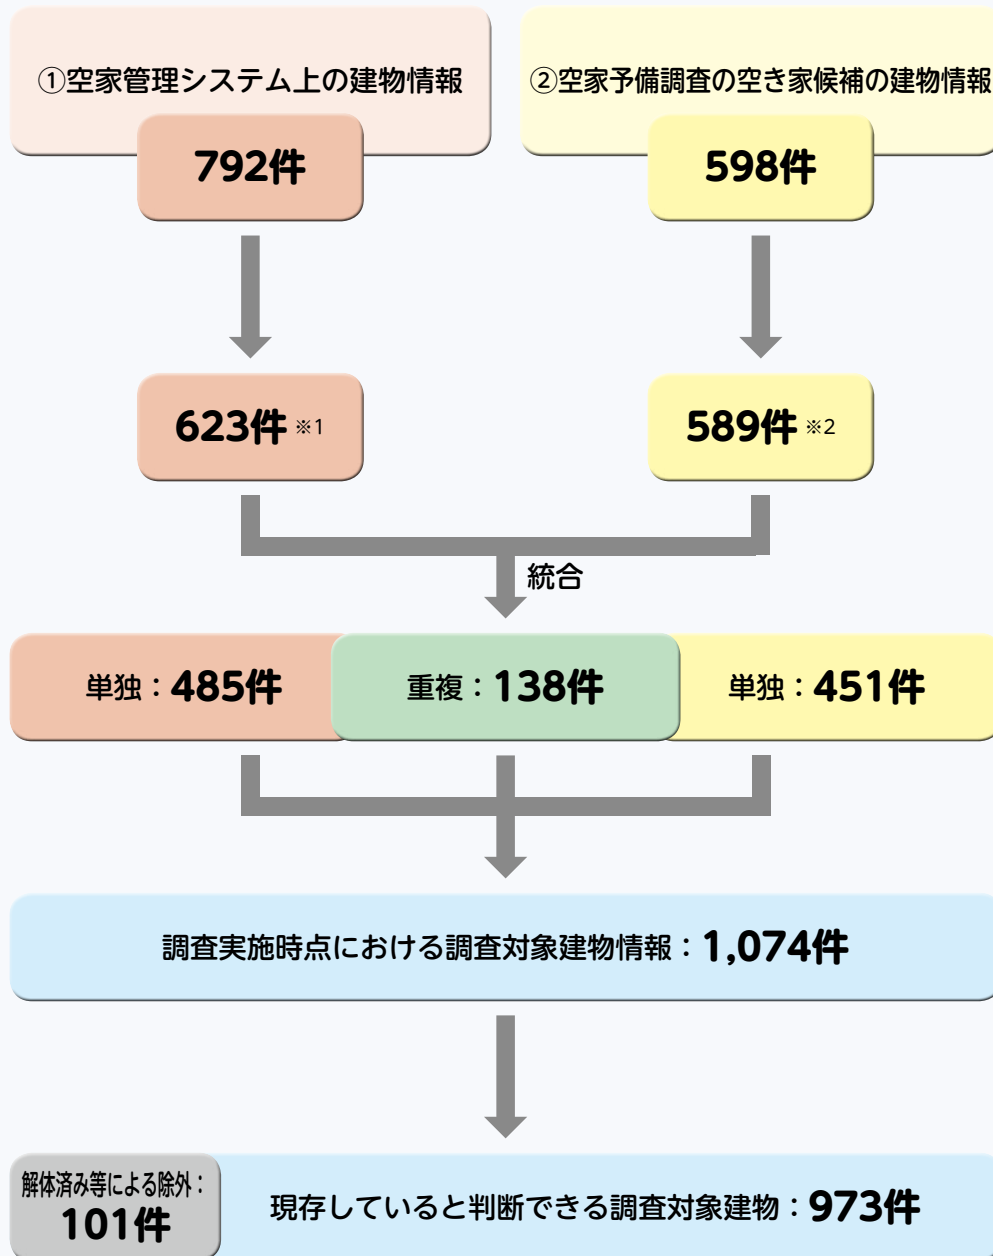 ①空家管理システム上の建物情報
792件
②空家予備調査の空き家候補の建物情報
598件
623件 ※1
589件 ※2
統合
単独：485件
重複：138件
単独：451件
調査実施時点における調査対象建物情報：1,074件
解体済み等による除外：
101件
現存していると判断できる調査対象建物：973件